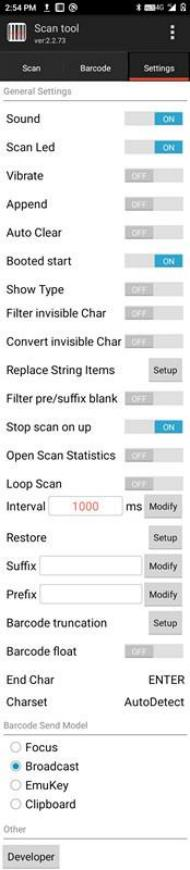 2:54 PM 4G
Scan tool
ver:2.2.73
Scan Barcode Settings
General Settings
Sound ON
Scan Led ON
Vibrate OFF
Append OFF
Auto Clear OFF
Booted start ON
Show Type OFF
Filter invisible Char OFF
Convert invisible Char OFF
Replace String Items Setup
Filter pre/suffix blank OFF
Stop scan on up ON
Open Scan Statistics OFF
Loop Scan OFF
Interval 1000 ms Modify
Restore Setup
Suffix Modify
Prefix Modify
Barcode truncation Setup
Barcode float OFF
End Char ENTER
Charset AutoDetect
Barcode Send Model
Focus
Broadcast
EmuKey
Clipboard
Other
Developer